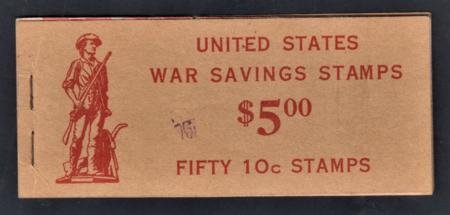 UNITED STATES
WAR SAVINGS STAMPS
$5.00
FIFTY 10c STAMPS